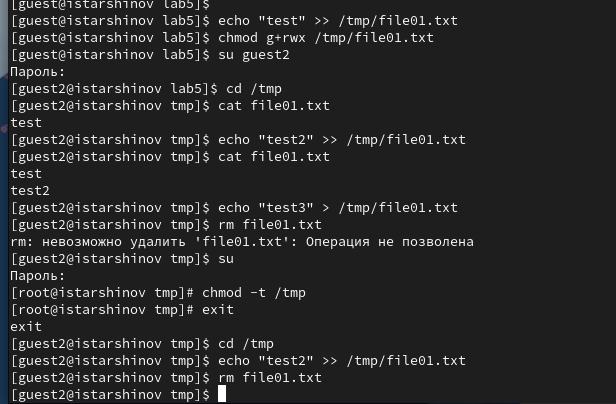 [guest@istarshinov lab5]$
[guest@istarshinov lab5]$ echo "test" >> /tmp/file01.txt
[guest@istarshinov lab5]$ chmod g+rwx /tmp/file01.txt
[guest@istarshinov lab5]$ su guest2
Пароль:
[guest2@istarshinov lab5]$ cd /tmp
[guest2@istarshinov tmp]$ cat file01.txt
test
[guest2@istarshinov tmp]$ echo "test2" >> /tmp/file01.txt
[guest2@istarshinov tmp]$ cat file01.txt
test
test2
[guest2@istarshinov tmp]$ echo "test3" > /tmp/file01.txt
[guest2@istarshinov tmp]$ rm file01.txt
rm: невозможно удалить 'file01.txt': Операция не позволена
[guest2@istarshinov tmp]$ su
Пароль:
[root@istarshinov tmp]# chmod -t /tmp
[root@istarshinov tmp]# exit
exit
[guest2@istarshinov tmp]$ cd /tmp
[guest2@istarshinov tmp]$ echo "test2" >> /tmp/file01.txt
[guest2@istarshinov tmp]$ rm file01.txt
[guest2@istarshinov tmp]$